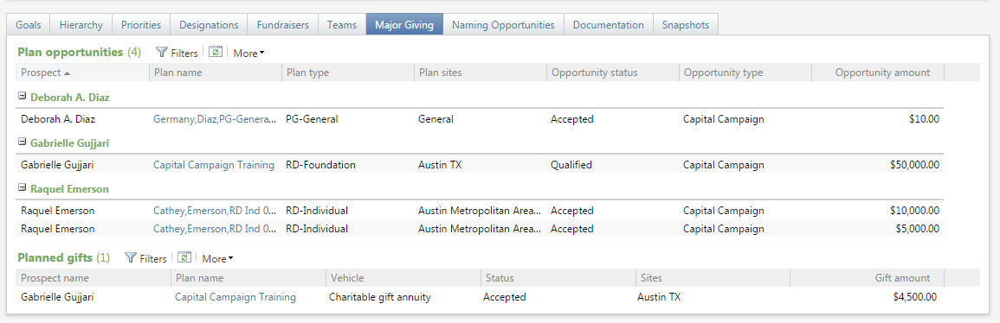 Goals Hierarchy Priorities Designations Fundraisers Teams Major Giving Naming Opportunities Documentation Snapshots
Plan opportunities (4) Filters More
Prospect Plan name Plan type Plan sites Opportunity status Opportunity type Opportunity amount
Deborah A. Diaz
Deborah A. Diaz Germany,Diaz,PG-Genera... PG-General General Accepted Capital Campaign $10.00
Gabrielle Gujjari
Gabrielle Gujjari Capital Campaign Training RD-Foundation Austin TX Qualified Capital Campaign $50,000.00
Raquel Emerson
Raquel Emerson Cathey,Emerson,RD Ind 0... RD-Individual Austin Metropolitan Area... Accepted Capital Campaign $10,000.00
Raquel Emerson Cathey,Emerson,RD Ind 0... RD-Individual Austin Metropolitan Area... Accepted Capital Campaign $5,000.00
Planned gifts (1) Filters More
Prospect name Plan name Vehicle Status Sites Gift amount
Gabrielle Gujjari Capital Campaign Training Charitable gift annuity Accepted Austin TX $4,500.00